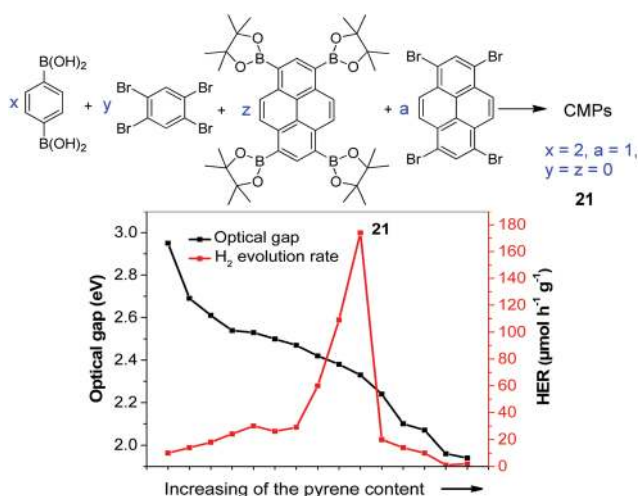 B(OH)2
B(OH)2
x
+ y
Br Br
Br Br
+ z
O O O O
B B
B B
O O O O
+ a
Br Br
Br Br
CMPs
x = 2, a = 1,
y = z = 0
21
21
Optical gap
H2 evolution rate
Optical gap (eV)
3.0
2.8
2.6
2.4
2.2
2.0
HER (µmol h-1 g-1)
180
160
140
120
100
80
60
40
20
0
Increasing of the pyrene content